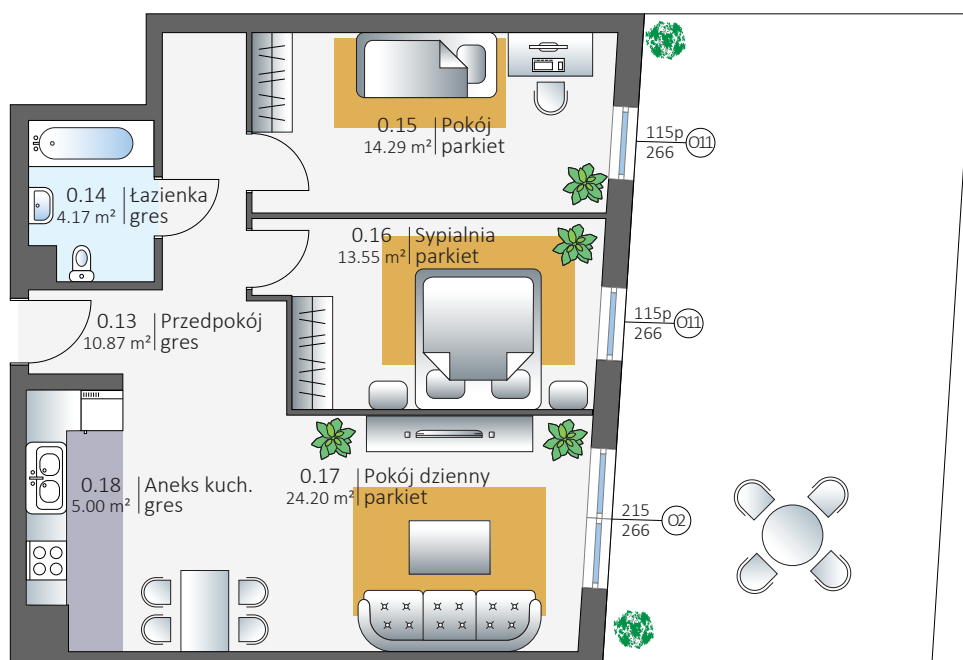 0.15 Pokój
14.29 m² parkiet
115p
266
O11
0.14 Łazienka
4.17 m² gres
0.16 Sypialnia
13.55 m² parkiet
0.13 Przedpokój
10.87 m² gres
115p
266
O11
0.17 Pokój dzienny
24.20 m² parkiet
0.18 Aneks kuch.
5.00 m² gres
215
266
O2